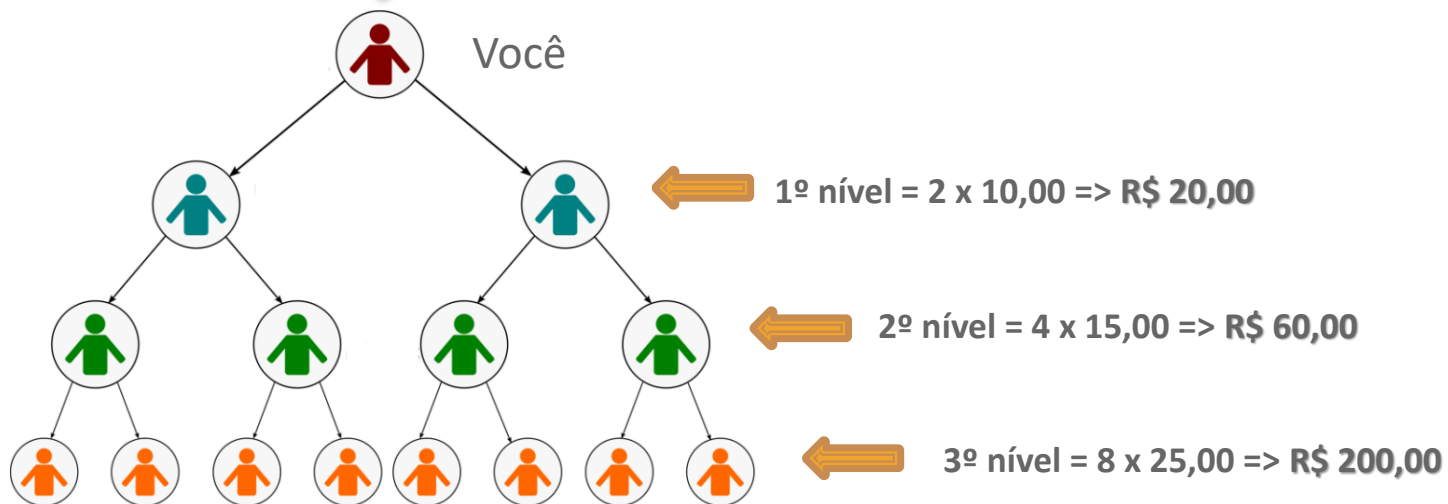 Você
1º nível = 2 x 10,00 => R$ 20,00
2º nível = 4 x 15,00 => R$ 60,00
3º nível = 8 x 25,00 => R$ 200,00